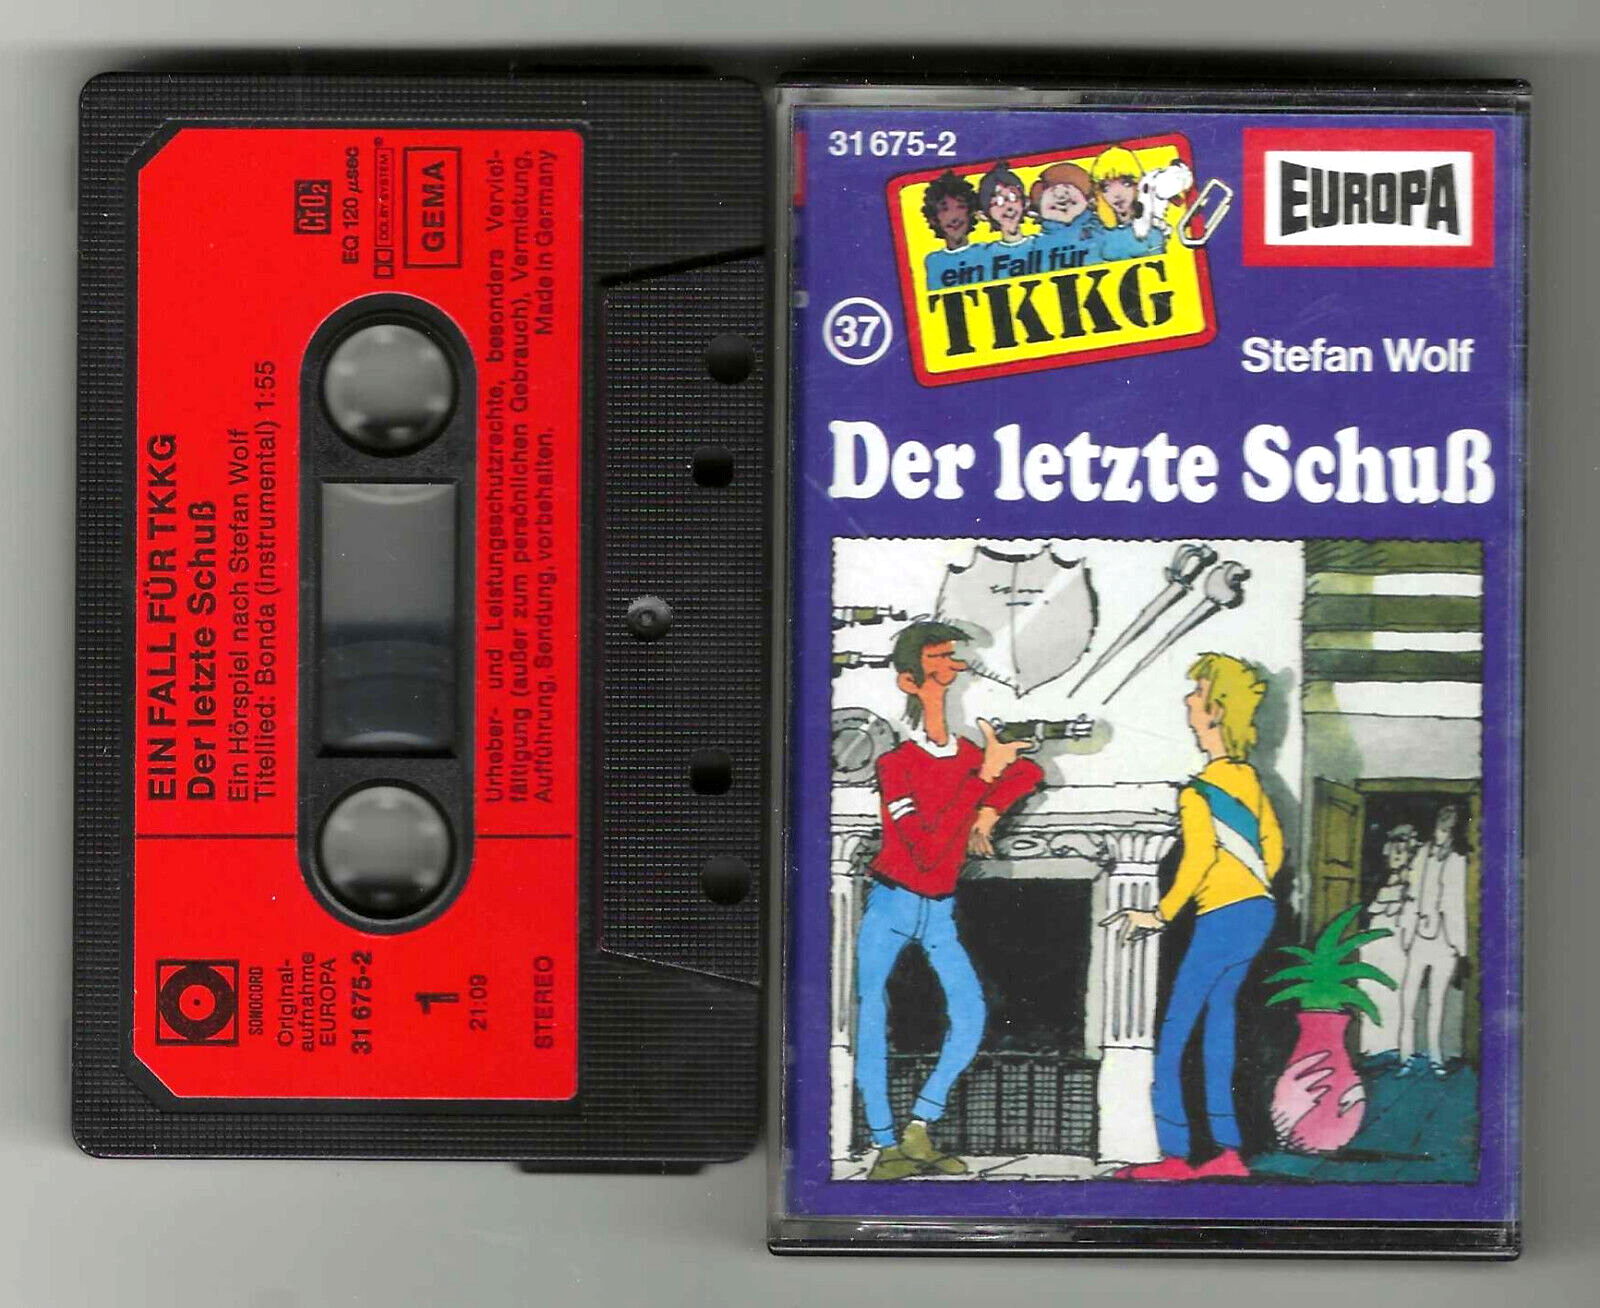 EIN FALL FÜR TKKG
Der letzte Schuß
Ein Hörspiel nach Stefan Wolf
Titellied: Bonda (instrumental) 1:55
CrO2
EQ 120 µsec
DOLBY SYSTEM®
GEMA
Urheber- und Leistungsschutzrechte, besonders Verviel-
fältigung (außer zum persönlichen Gebrauch), Vermietung,
Aufführung, Sendung, vorbehalten. Made in Germany
SONOCORD
Original-
aufnahme
EUROPA
31 675-2
1
21:09
STEREO
31 675-2
EUROPA
ein Fall für
TKKG
37
Stefan Wolf
Der letzte Schuß